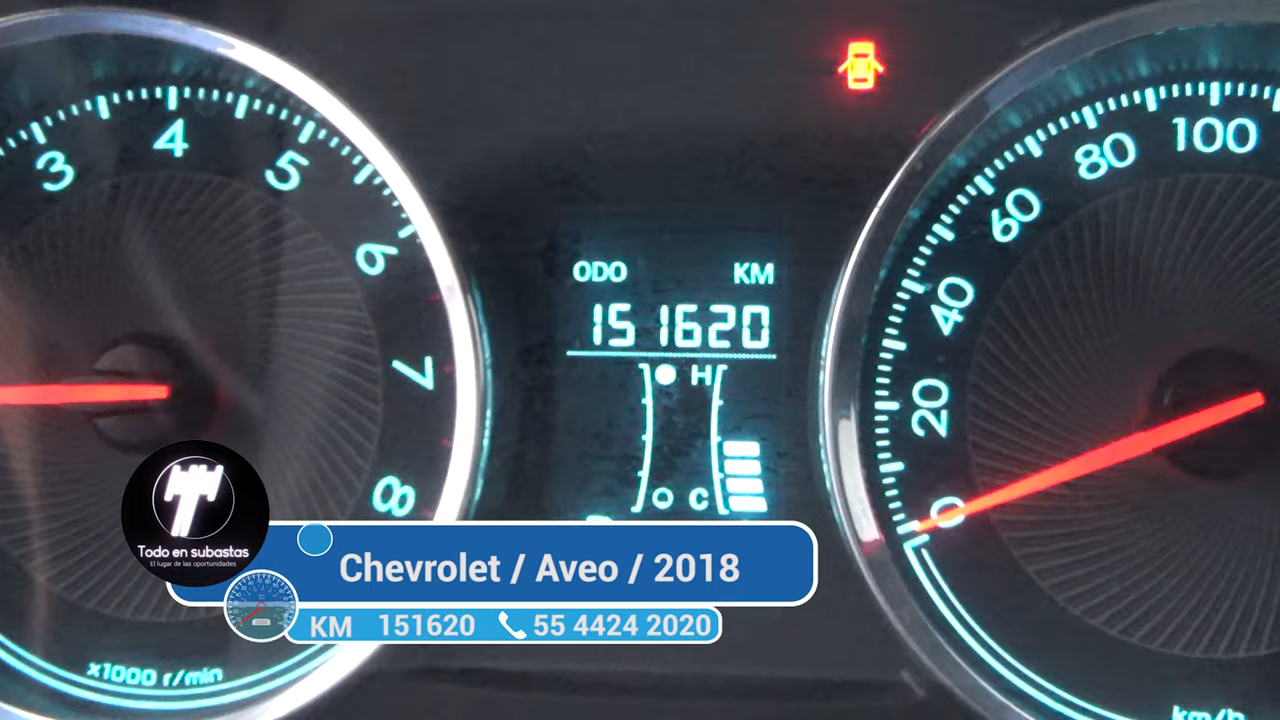 3
4
5
6
7
8
x1000 r/min
ODO KM
151620
H
C
0
20
40
60
80
100
km/h
Todo en subastas
El lugar de las oportunidades
Chevrolet / Aveo / 2018
KM 151620 55 4424 2020